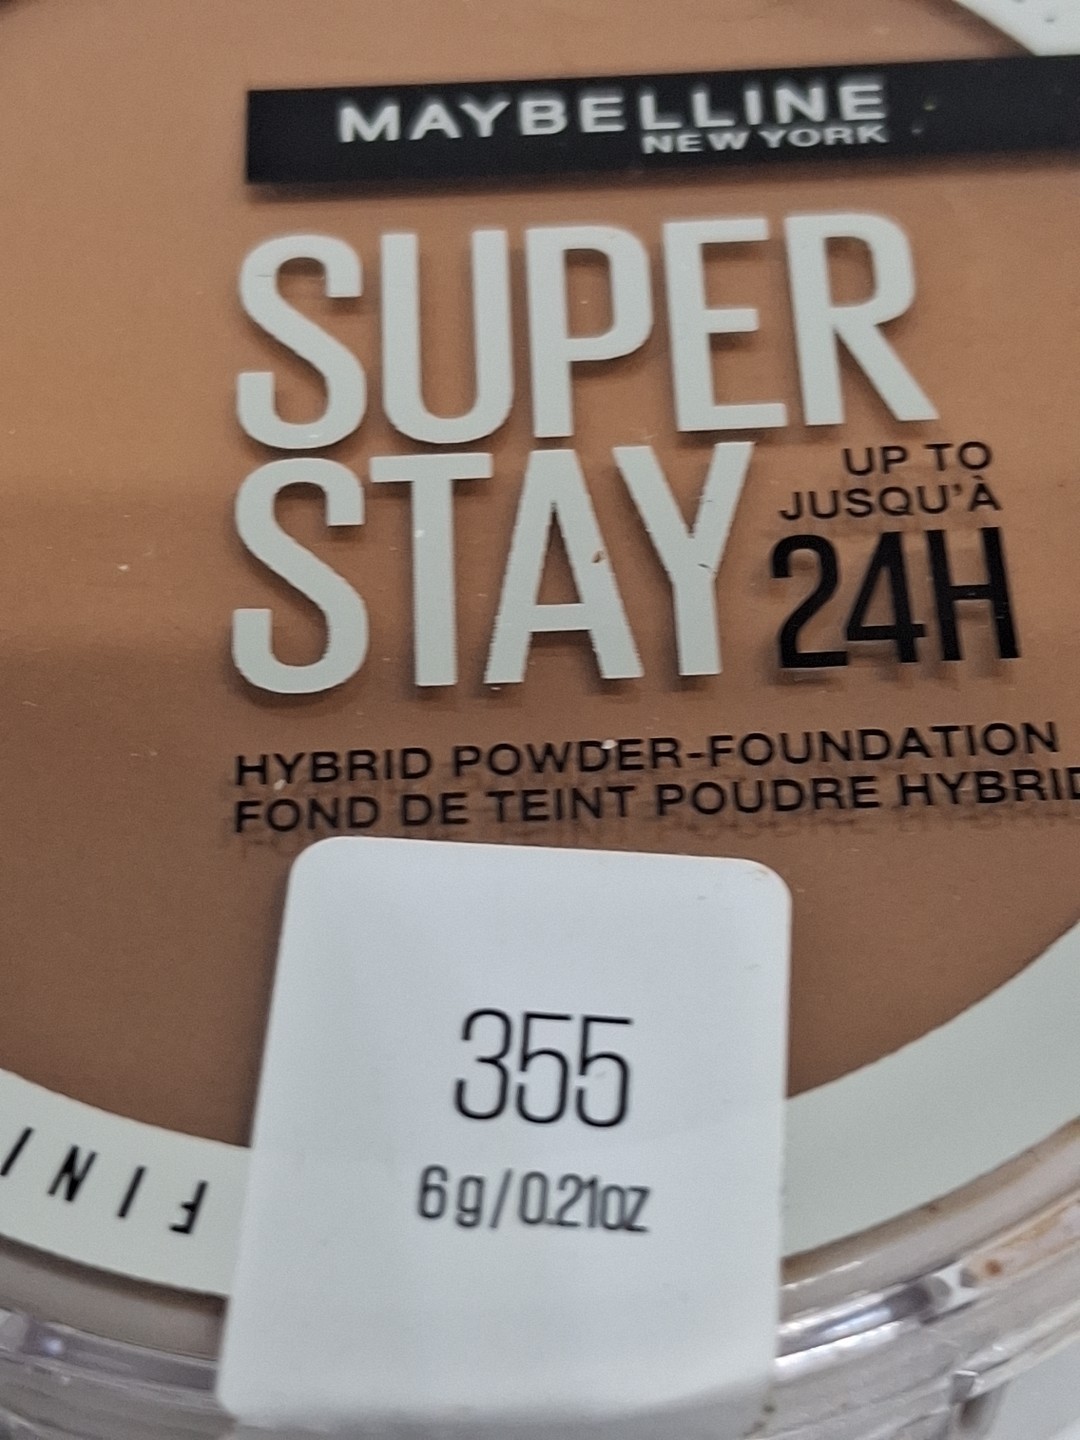 MAYBELLINE
NEW YORK
SUPER
STAY
UP TO
JUSQU'À
24H
HYBRID POWDER-FOUNDATION
FOND DE TEINT POUDRE HYBRID
355
6g/0.21oz
FINI